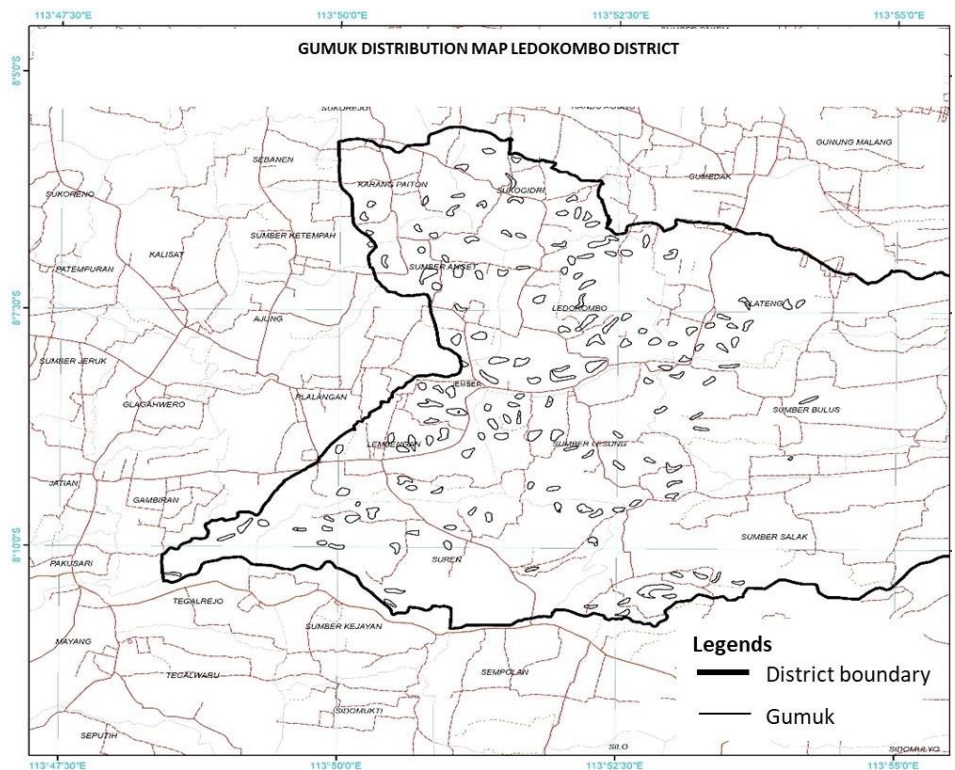 113°47'30"E 113°50'0"E 113°52'30"E 113°55'0"E
GUMUK DISTRIBUTION MAP LEDOKOMBO DISTRICT
8°5'0"S
SUKOREJO
GUNUNG MALANG
SEBANEN
GUMEDAK
KARANG PAITON
SUKOGIDRI
SUKORENO
SUMBER KETEMPAH
KALISAT
PATEMPURAN
SUMBER ANGET
8°7'30"S
LEDOKOMBO
SLATENG
AJUNG
SUMBER JERUK
JEMBER
PLALANGAN
GLAGAHWERO
SUMBER BULUS
LEMBENGAN
SUMBER LESUNG
JATIAN
GAMBIRAN
SUMBER SALAK
8°10'0"S
SUREN
PAKUSARI
TEGALREJO
SUMBER KEJAYAN
MAYANG
Legends
TEGALWARU
SEMPOLAN
District boundary
SIDOMUKTI
Gumuk
SEPUTIH
SILO
SIDOMULYO
113°47'30"E 113°50'0"E 113°52'30"E 113°55'0"E